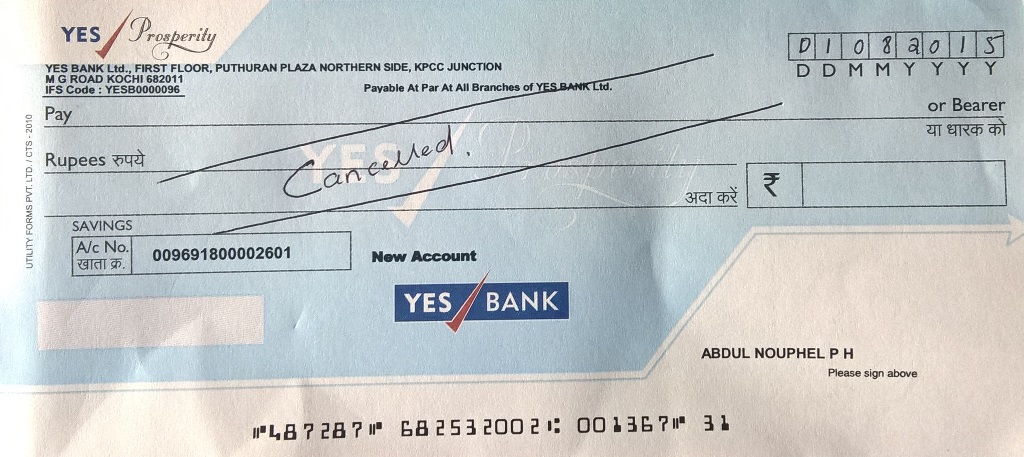 YES Prosperity
D 1 0 8 2 0 1 5
D D M M Y Y Y Y
YES BANK Ltd., FIRST FLOOR, PUTHURAN PLAZA NORTHERN SIDE, KPCC JUNCTION
M G ROAD KOCHI 682011
IFS Code : YESB0000096
Payable At Par At All Branches of YES BANK Ltd.
Pay
or Bearer
या धारक को
YES Prosperity
Rupees रुपये
Cancelled.
अदा करें
₹
UTILITY FORMS PVT. LTD. / CTS - 2010
SAVINGS
A/c No.
खाता क्र.
009691800002601
New Account
YES BANK
ABDUL NOUPHEL P H
Please sign above
⑈487287⑈ 682532002⑆ 001367⑈ 31